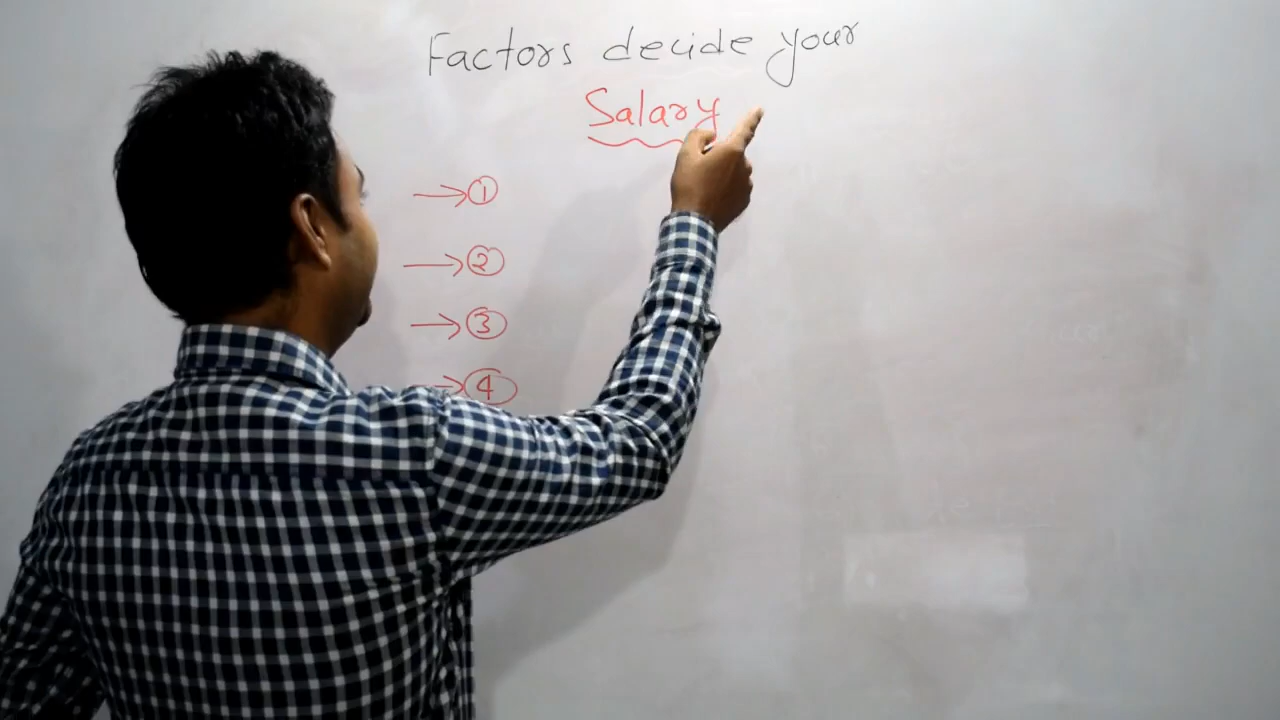 Factors decide your
Salary
→ 1
→ 2
→ 3
→ 4